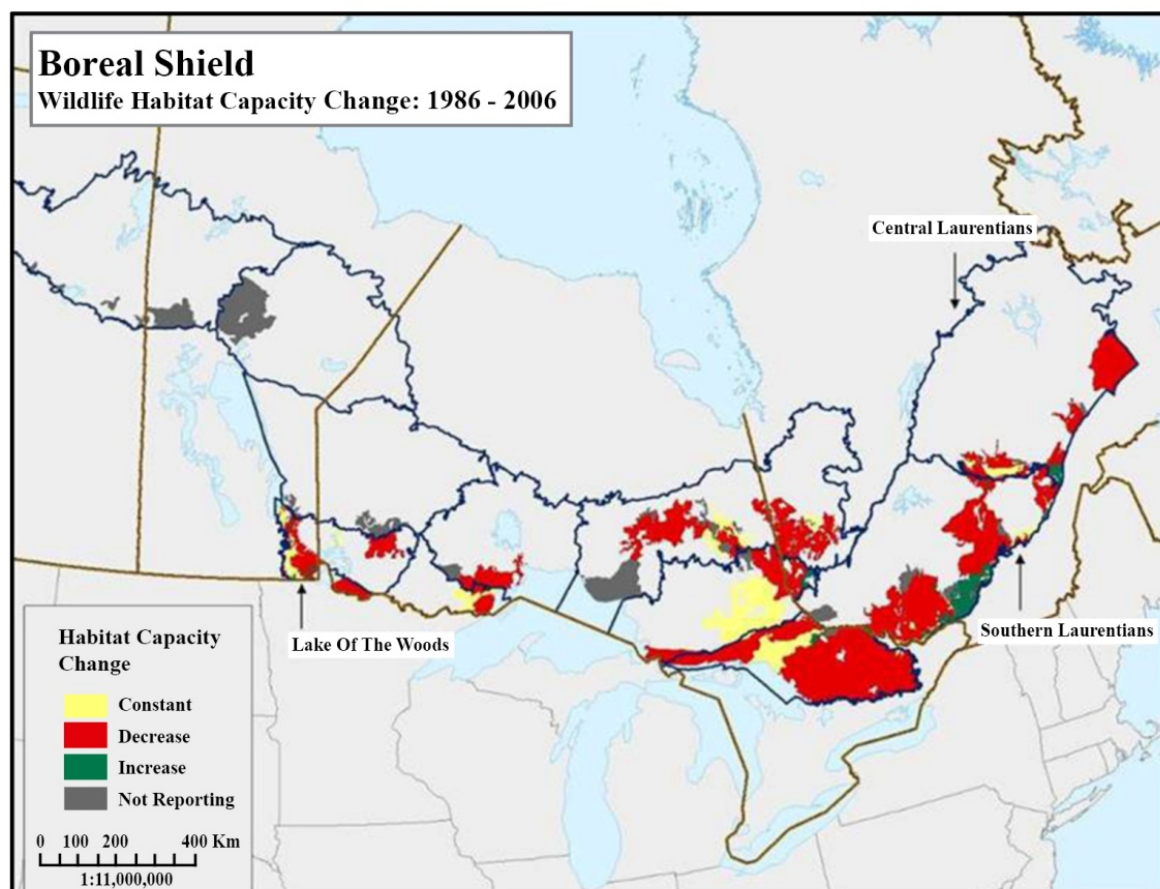 Boreal Shield
Wildlife Habitat Capacity Change: 1986 - 2006
Central Laurentians
Lake Of The Woods
Southern Laurentians
Habitat Capacity
Change
Constant
Decrease
Increase
Not Reporting
0 100 200 400 Km
1:11,000,000